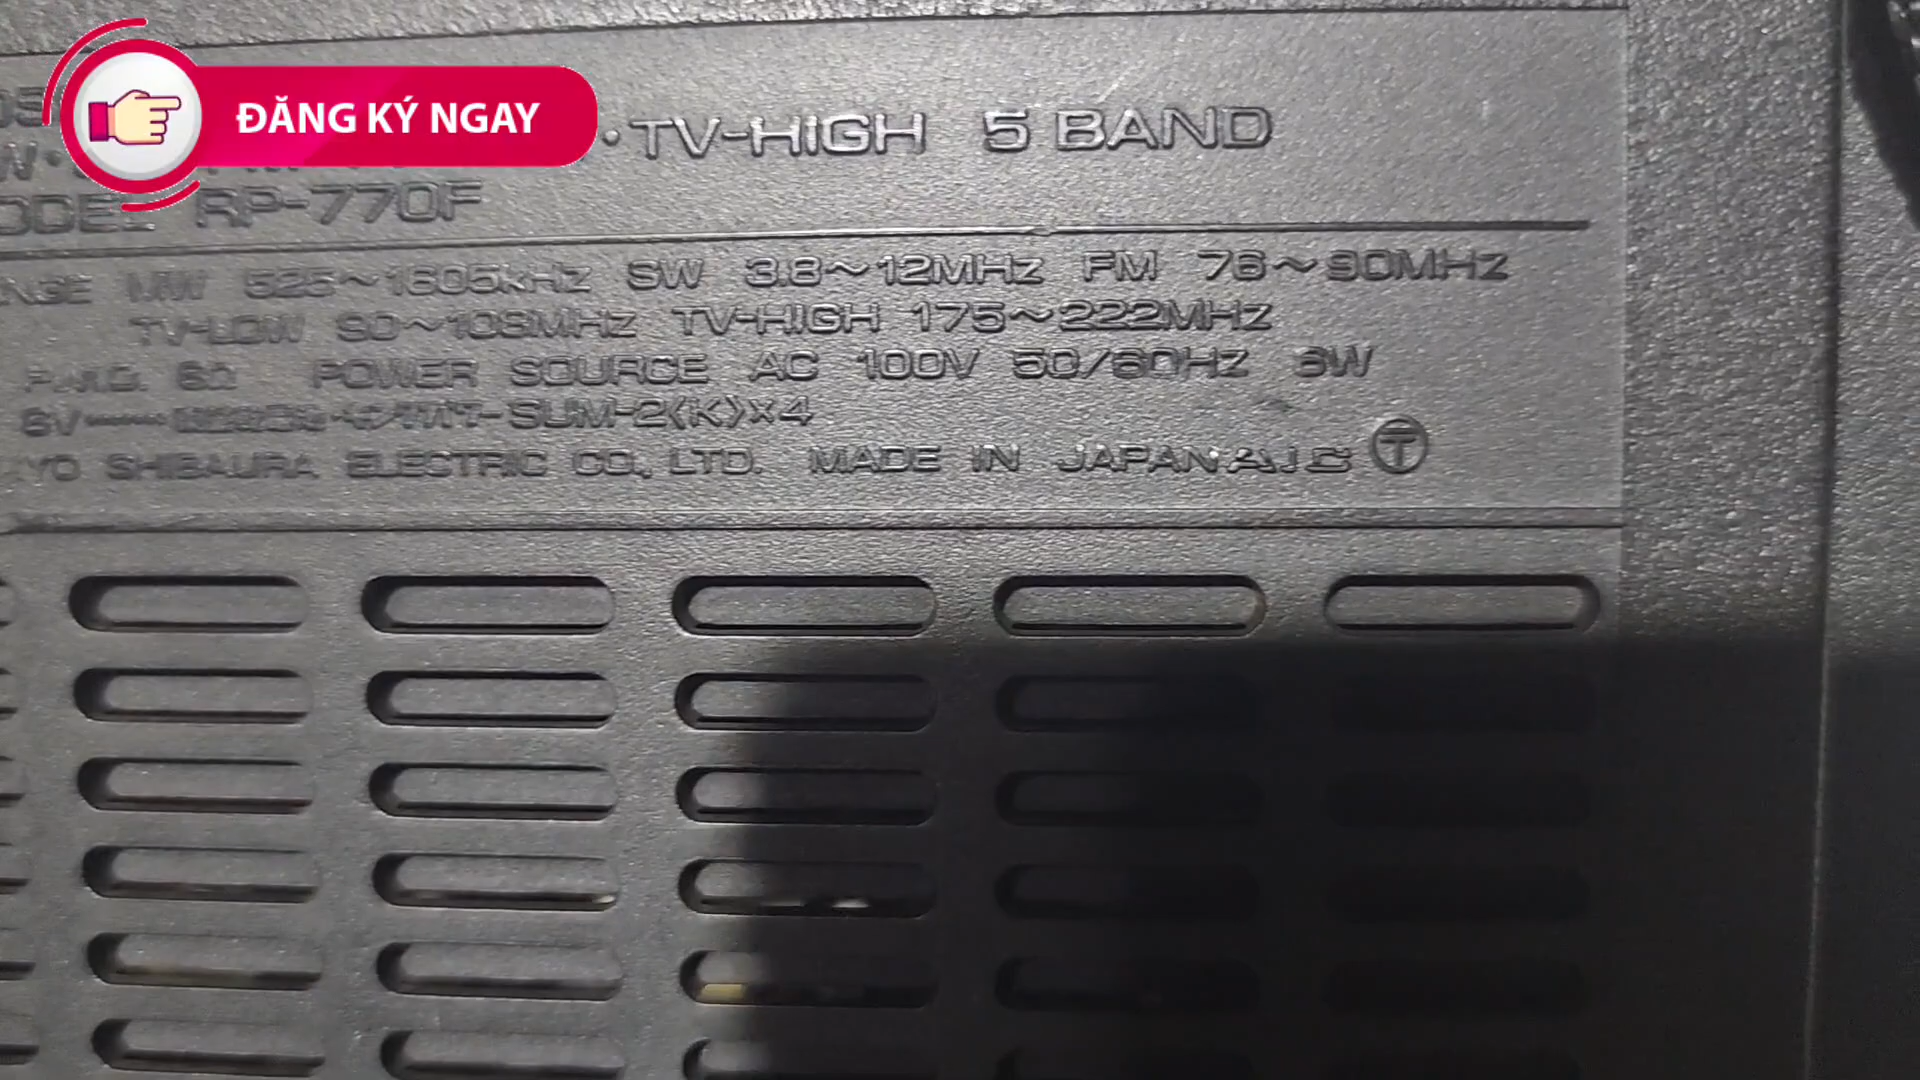 ĐĂNG KÝ NGAY
·TV-HIGH 5 BAND
RP-770F
MW 525~1605kHz SW 3.8~12MHz FM 76~90MHz
TV-LOW 90~108MHz TV-HIGH 175~222MHz
8Ω POWER SOURCE AC 100V 50/60Hz 6W
6V SUM-2(K)×4
SHIBAURA ELECTRIC CO., LTD. MADE IN JAPAN